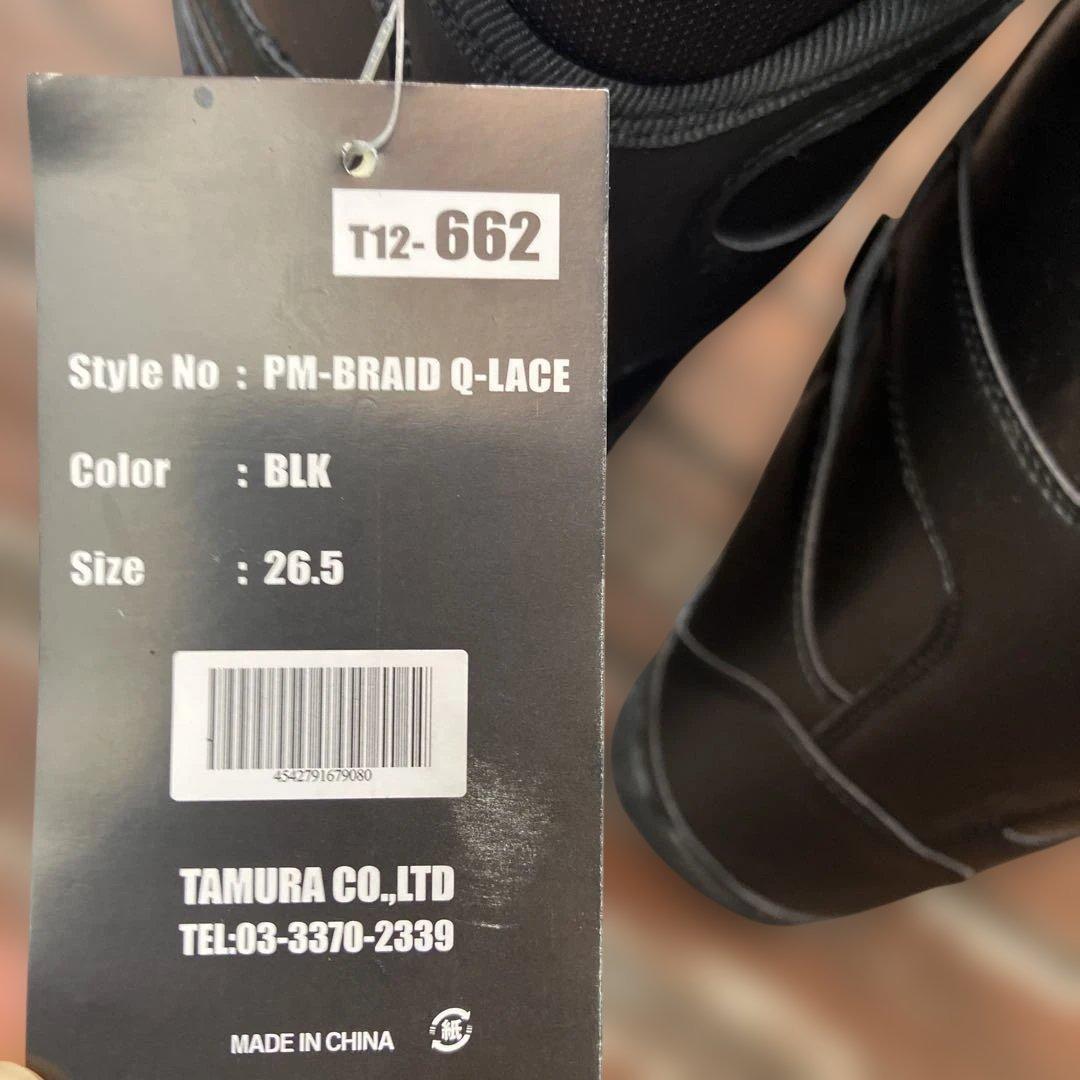 T12- 662
Style No : PM-BRAID Q-LACE
Color : BLK
Size : 26.5
4542791679080
TAMURA CO.,LTD
TEL:03-3370-2339
MADE IN CHINA 紙